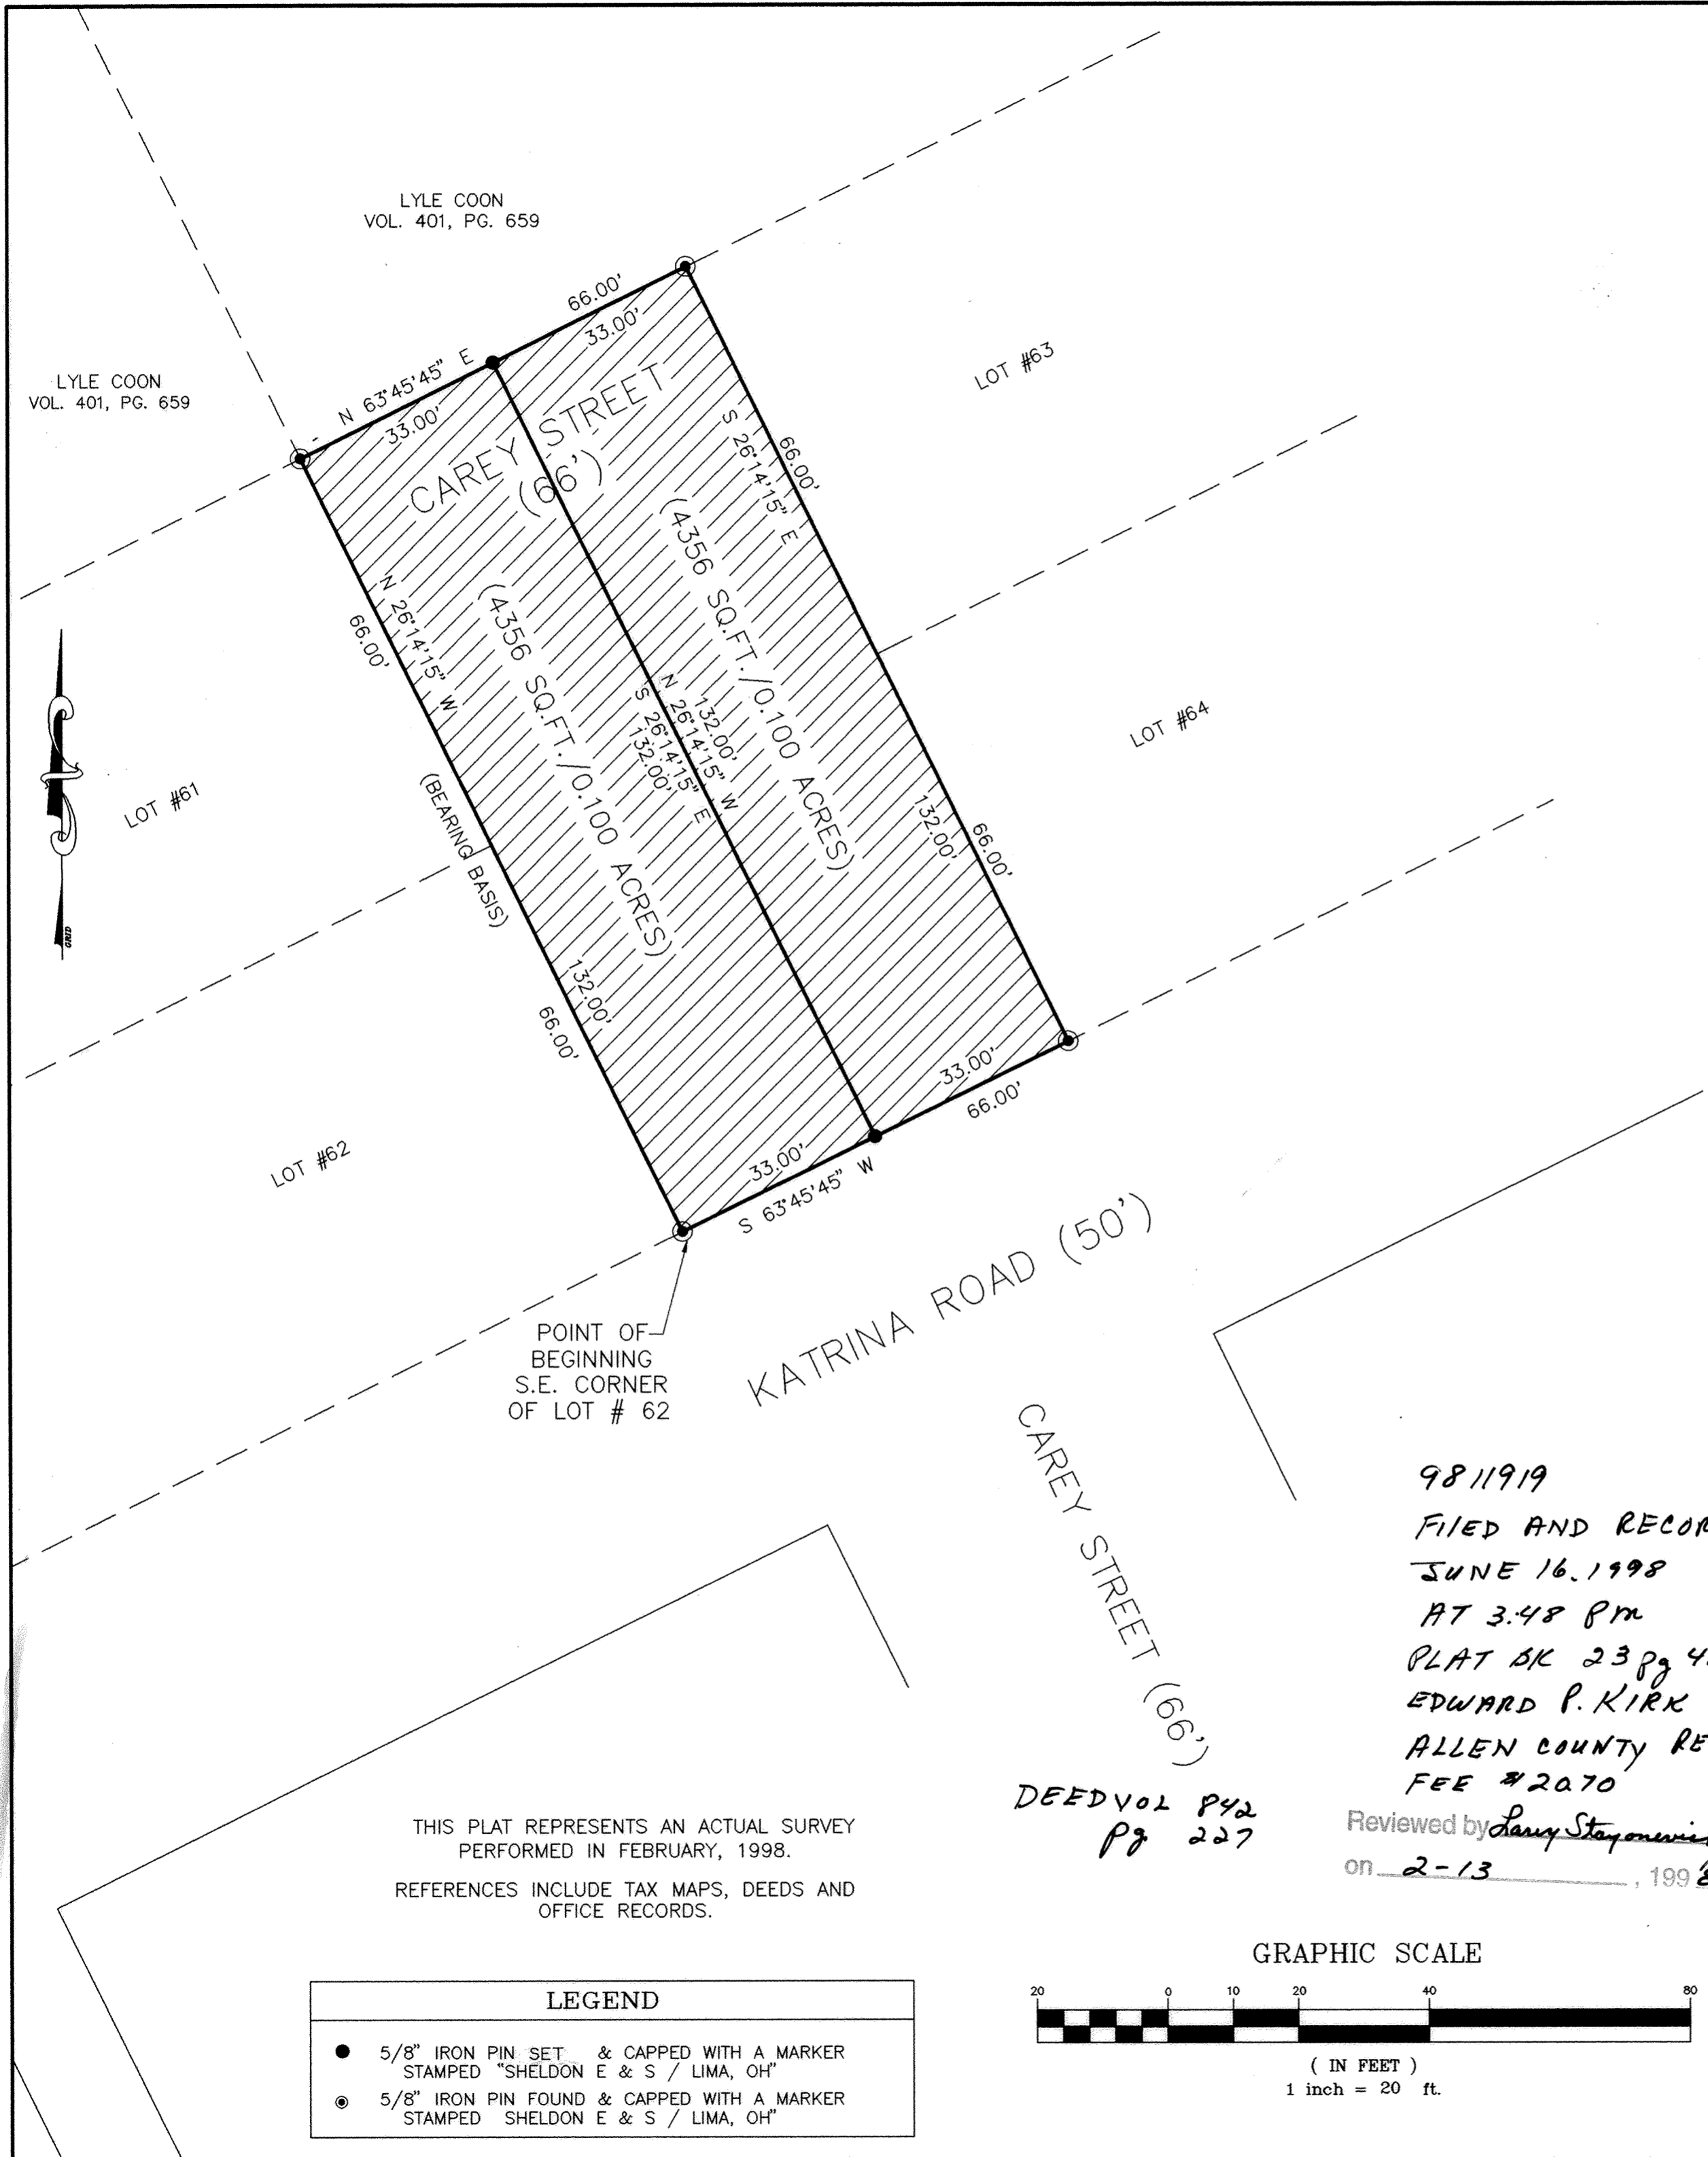 LYLE COON
VOL. 401, PG. 659
LYLE COON
VOL. 401, PG. 659
66.00'
33.00'
N 63°45'45" E
33.00'
CAREY STREET
(66')
LOT #63
S 26°14'15" E
66.00'
(4356 SQ.FT./0.100 ACRES)
(4356 SQ.FT./0.100 ACRES)
N 26°14'15" W
66.00'
132.00'
N 26°14'15" W
S 26°14'15" E
132.00'
LOT #64
LOT #61
(BEARING BASIS)
132.00'
66.00'
132.00'
66.00'
GRID
33.00'
66.00'
LOT #62
33.00'
S 63°45'45" W
KATRINA ROAD (50')
POINT OF
BEGINNING
S.E. CORNER
OF LOT # 62
CAREY STREET (66')
9811919
FILED AND
JUNE 16, 1998
AT 3:48 PM
PLAT BK 23 pg
EDWARD P. KIRK
ALLEN COUNTY
FEE $20.70
DEED VOL 842
Pg 227
Reviewed by Larry
on 2-13, 1998
THIS PLAT REPRESENTS AN ACTUAL SURVEY
PERFORMED IN FEBRUARY, 1998.
REFERENCES INCLUDE TAX MAPS, DEEDS AND
OFFICE RECORDS.
LEGEND
5/8" IRON PIN SET & CAPPED WITH A MARKER
STAMPED "SHELDON E & S / LIMA, OH"
5/8" IRON PIN FOUND & CAPPED WITH A MARKER
STAMPED SHELDON E & S / LIMA, OH"
GRAPHIC SCALE
20 0 10 20 40 80
( IN FEET )
1 inch = 20 ft.